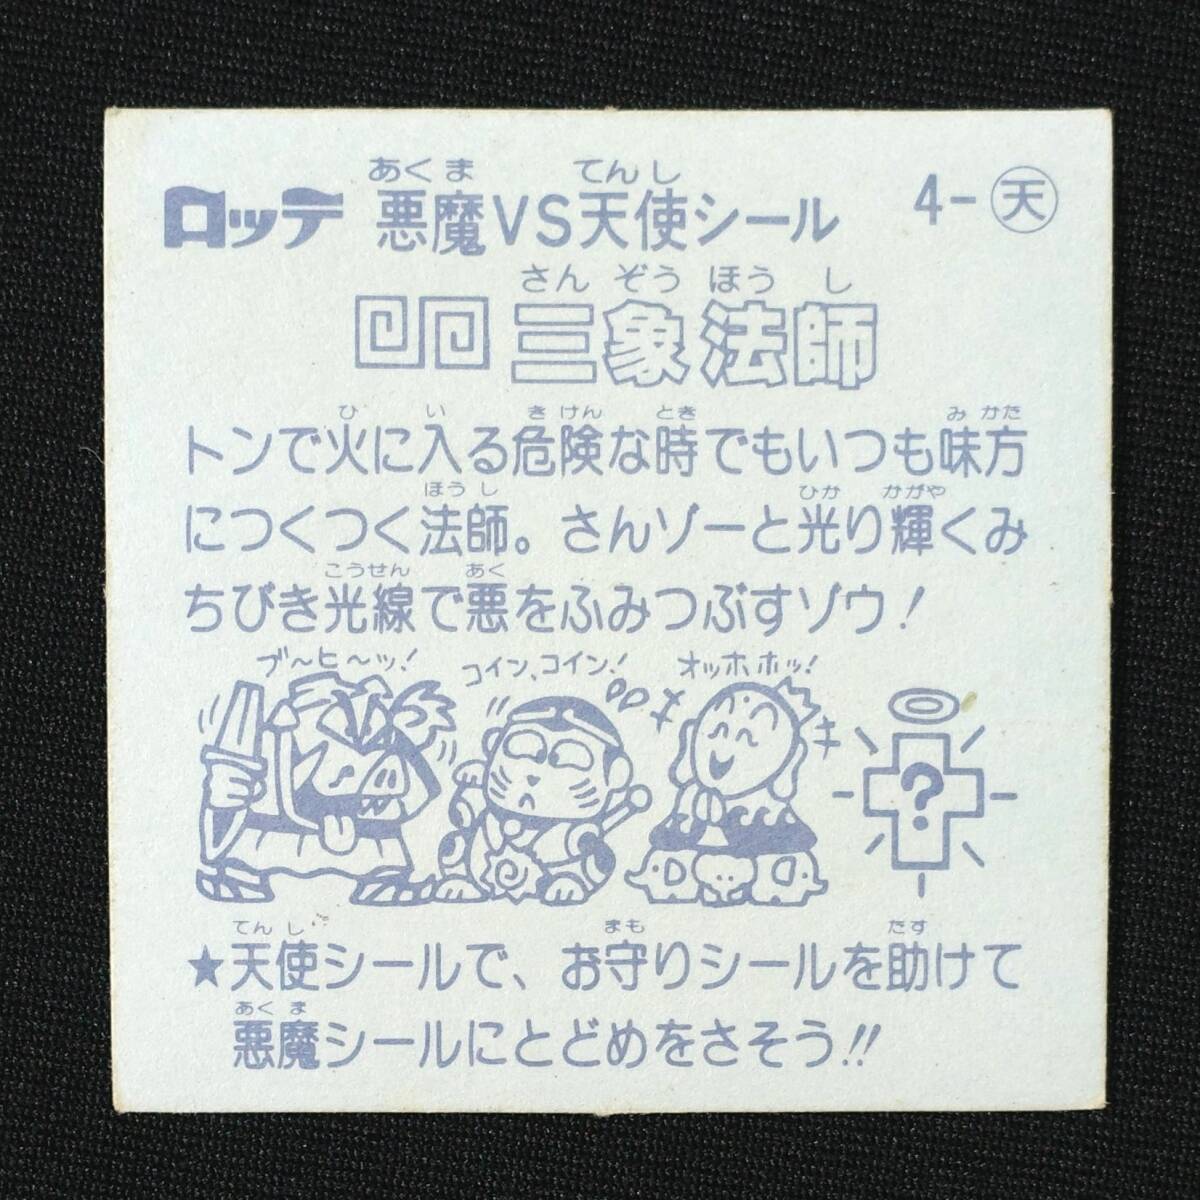 ロッテ 悪魔VS天使シール 4-天
あくま てんし
三象法師
さんぞうほうし
トンで火に入る危険な時でもいつも味方
ひ い きけん とき みかた
につくつく法師。さんゾーと光り輝くみ
ほうし ひか かがや
ちびき光線で悪をふみつぶすゾウ!
こうせん あく
ブ〜ヒ〜ッ! コイン、コイン! オッホホッ!
?
★天使シールで、お守りシールを助けて
てんし まも たす
悪魔シールにとどめをさそう!!
あくま